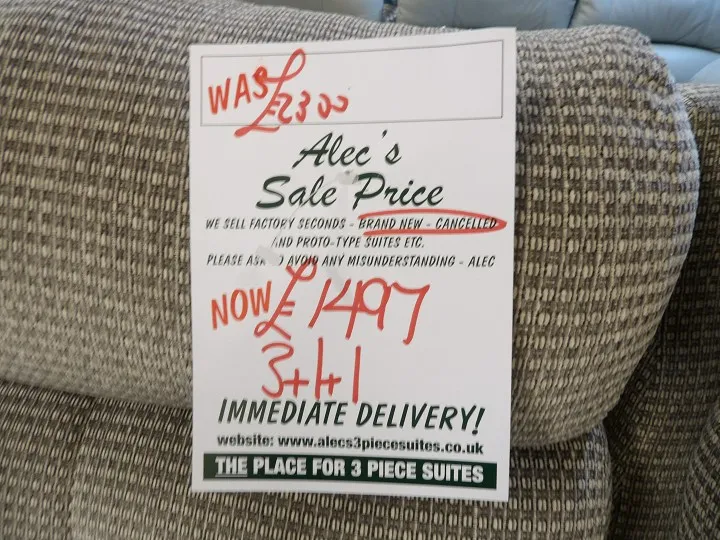 WAS £2300
Alec's
Sale Price
WE SELL FACTORY SECONDS - BRAND NEW - CANCELLED
AND PROTO-TYPE SUITES ETC.
PLEASE ASK TO AVOID ANY MISUNDERSTANDING - ALEC
NOW £1497
3+1+1
IMMEDIATE DELIVERY!
website: www.alecs3piecesuites.co.uk
THE PLACE FOR 3 PIECE SUITES